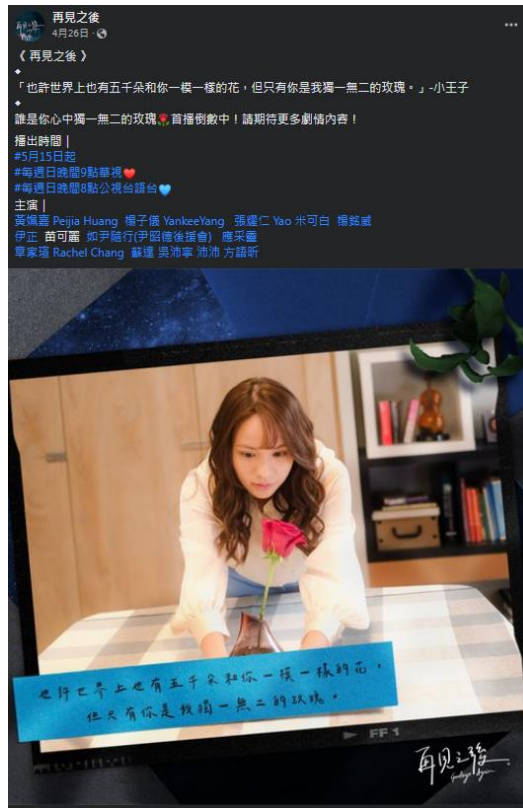 再見之後
4月26日
《 再見之後 》
「也許世界上也有五千朵和你一模一樣的花，但只有你是我獨一無二的玫瑰。」-小王子
誰是你心中獨一無二的玫瑰🌹首播倒數中！請期待更多劇情內容！
播出時間 |
#5月15日起
#每週日晚間9點華視❤️
#每週日晚間8點公視台語台🩵
主演 |
黃姵嘉 Peijia Huang 楊子儀 YankeeYang 張耀仁 Yao 米可白 楊銘威
伊正 苗可麗 如尹隨行(尹昭德後援會) 應采靈
章家瑄 Rachel Chang 蘇達 吳沛寧 沛沛 方語昕
也許世界上也有五千朵和你一模一樣的花，
但只有你是我獨一無二的玫瑰。
▶ FF 1
再見之後